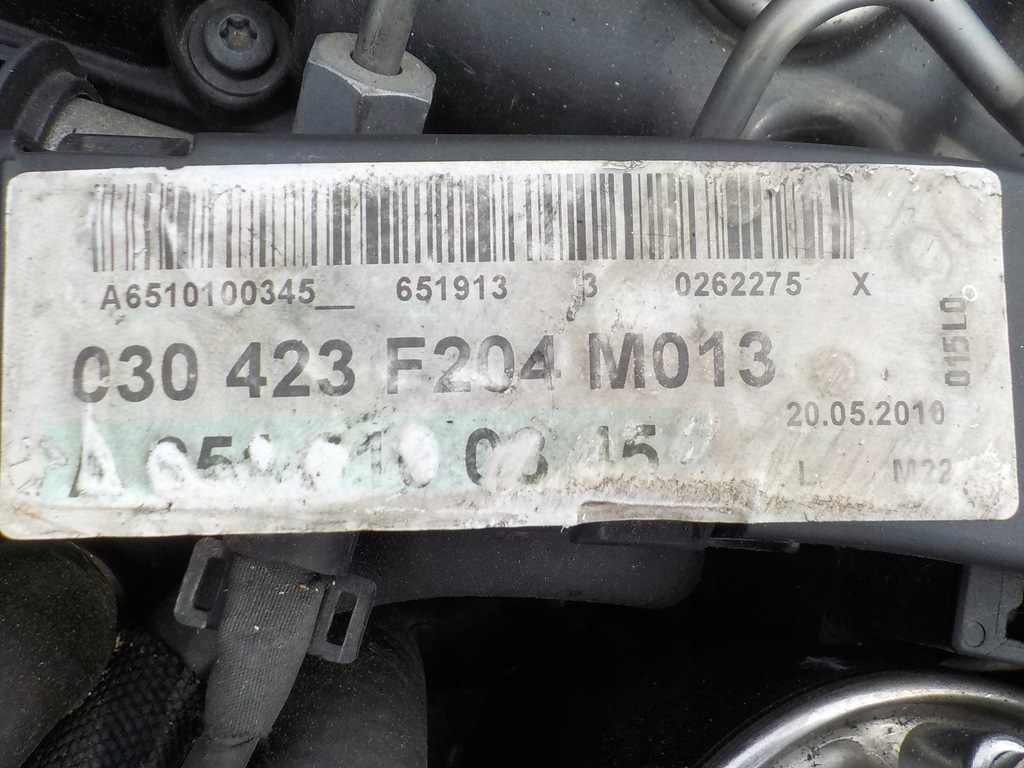 A6510100345__ 651913 3 0262275 X
030 423 F204 M013
015L0
20.05.2010
L M22